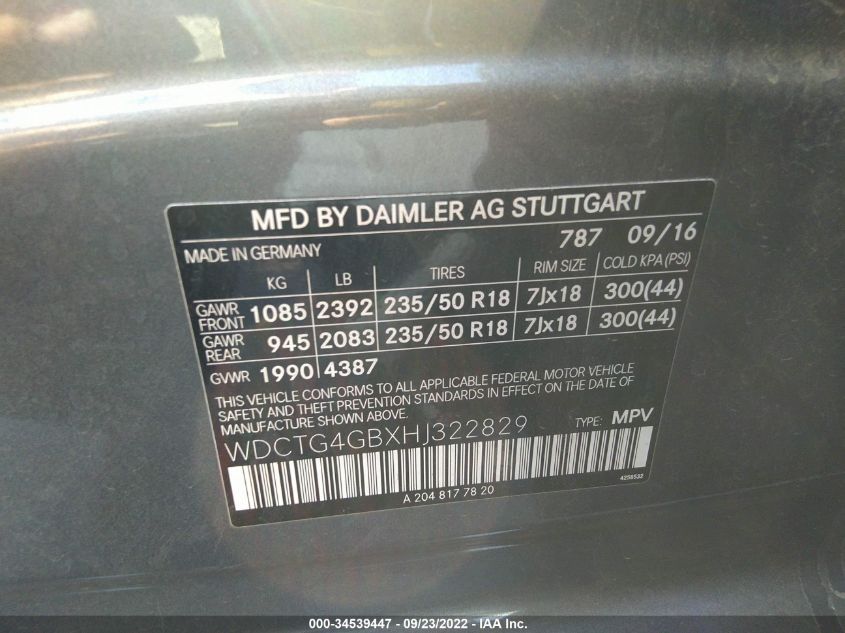 MFD BY DAIMLER AG STUTTGART
MADE IN GERMANY 787 09/16
KG LB TIRES RIM SIZE COLD KPA (PSI)
GAWR FRONT 1085 2392 235/50 R18 7Jx18 300(44)
GAWR REAR 945 2083 235/50 R18 7Jx18 300(44)
GVWR 1990 4387
THIS VEHICLE CONFORMS TO ALL APPLICABLE FEDERAL MOTOR VEHICLE
SAFETY AND THEFT PREVENTION STANDARDS IN EFFECT ON THE DATE OF
MANUFACTURE SHOWN ABOVE.
WDCTG4GBXHJ322829 TYPE: MPV
A 204 817 78 20
4255532
000-34539447 - 09/23/2022 - IAA Inc.